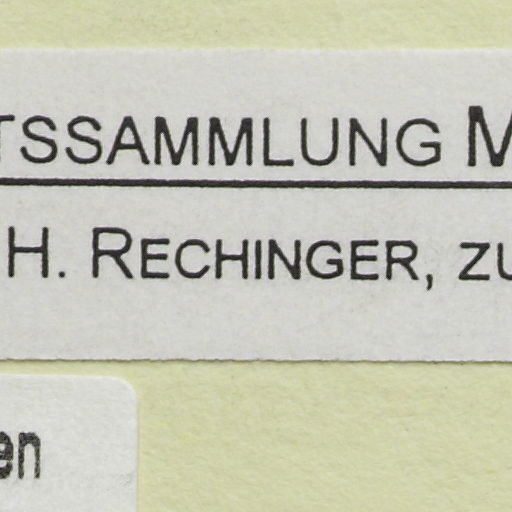 TSSAMMLUNG M
H. RECHINGER, ZU
en